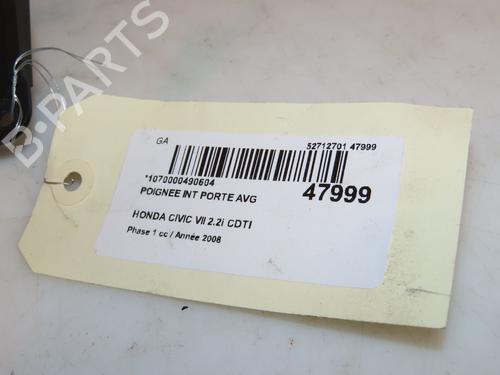 B-PARTS
GA
52712701 47999
*1070000490604
47999
POIGNEE INT PORTE AVG
HONDA CIVIC VII 2.2i CDTI
Phase 1 cc / Année 2008